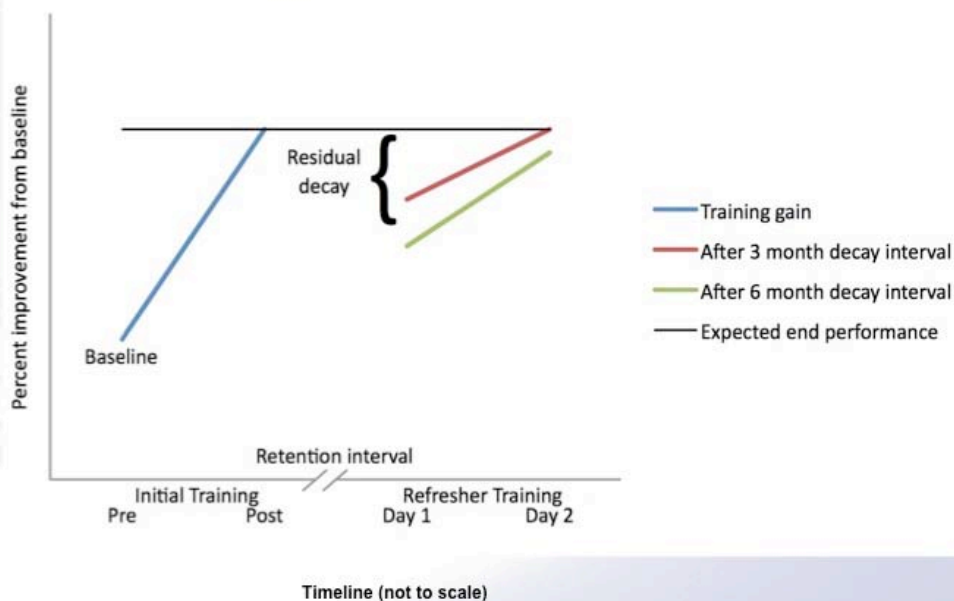 Percent improvement from baseline
Residual
decay
{
Baseline
Training gain
After 3 month decay interval
After 6 month decay interval
Expected end performance
Retention interval
Initial Training
Refresher Training
Pre
Post
Day 1
Day 2
Timeline (not to scale)